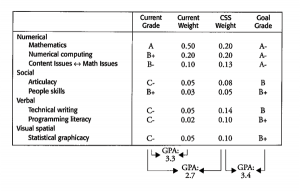 Current Current CSS Goal
Grade Weight Weight Grade
Numerical
Mathematics A 0.50 0.20 A-
Numerical computing B+ 0.20 0.20 A-
Content Issues ↔ Math Issues B- 0.10 0.13 A-
Social
Articulacy C- 0.05 0.08 B
People skills B+ 0.03 0.05 B+
Verbal
Technical writing C- 0.05 0.14 B
Programming literacy C- 0.02 0.10 B+
Visual spatial
Statistical graphicacy C- 0.05 0.10 B+
GPA: GPA:
3.3 3.4
GPA:
2.7